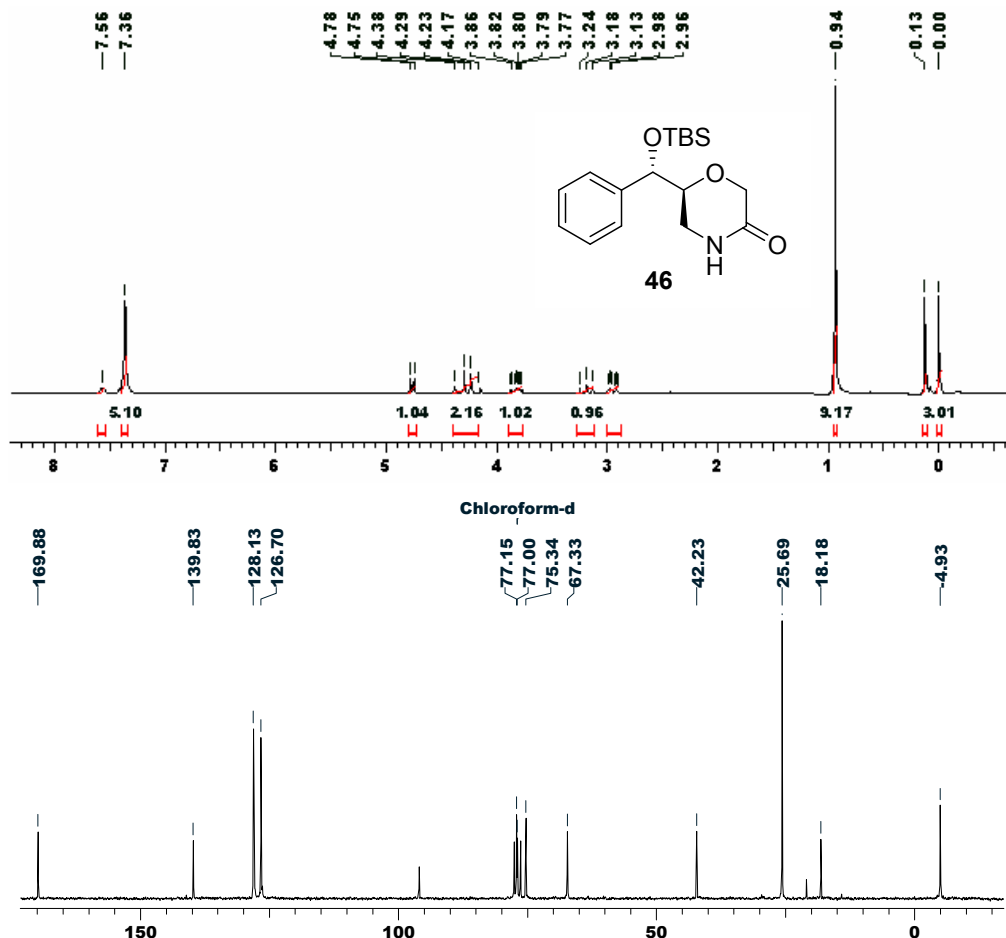 7.56 7.36 4.78 4.75 4.38 4.29 4.23 4.17 3.86 3.82 3.80 3.79 3.77 3.24 3.18 3.13 2.98 2.96 0.94 0.13 0.00
OTBS
O
N
H
O
46
5.10 1.04 2.16 1.02 0.96 9.17 3.01
8 7 6 5 4 3 2 1 0
Chloroform-d
169.88 139.83 128.13 126.70 77.15 77.00 75.34 67.33 42.23 25.69 18.18 -4.93
150 100 50 0